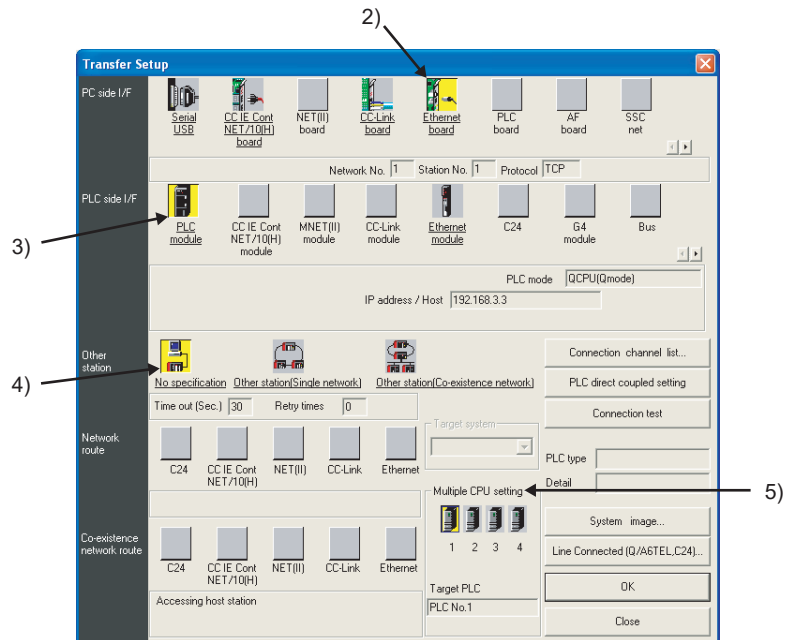 2)
Transfer Setup
PC side I/F
Serial
USB
CC IE Cont
NET/10(H)
board
NET(II)
board
CC-Link
board
Ethernet
board
PLC
board
AF
board
SSC
net
Network No. 1 Station No. 1 Protocol TCP
PLC side I/F
3)
PLC
module
CC IE Cont
NET/10(H)
module
MNET(II)
module
CC-Link
module
Ethernet
module
C24
G4
module
Bus
PLC mode QCPU(Qmode)
IP address / Host 192.168.3.3
Other
station
4)
No specification Other station(Single network) Other station(Co-existence network)
Time out (Sec.) 30 Retry times 0
Connection channel list...
PLC direct coupled setting
Connection test
Target system
Network
route
C24
CC IE Cont
NET/10(H)
NET(II)
CC-Link
Ethernet
PLC type
Detail
Multiple CPU setting
5)
1 2 3 4
System image...
Line Connected (Q/A6TEL,C24)...
Co-existence
network route
C24
CC IE Cont
NET/10(H)
NET(II)
CC-Link
Ethernet
Target PLC
PLC No.1
OK
Close
Accessing host station